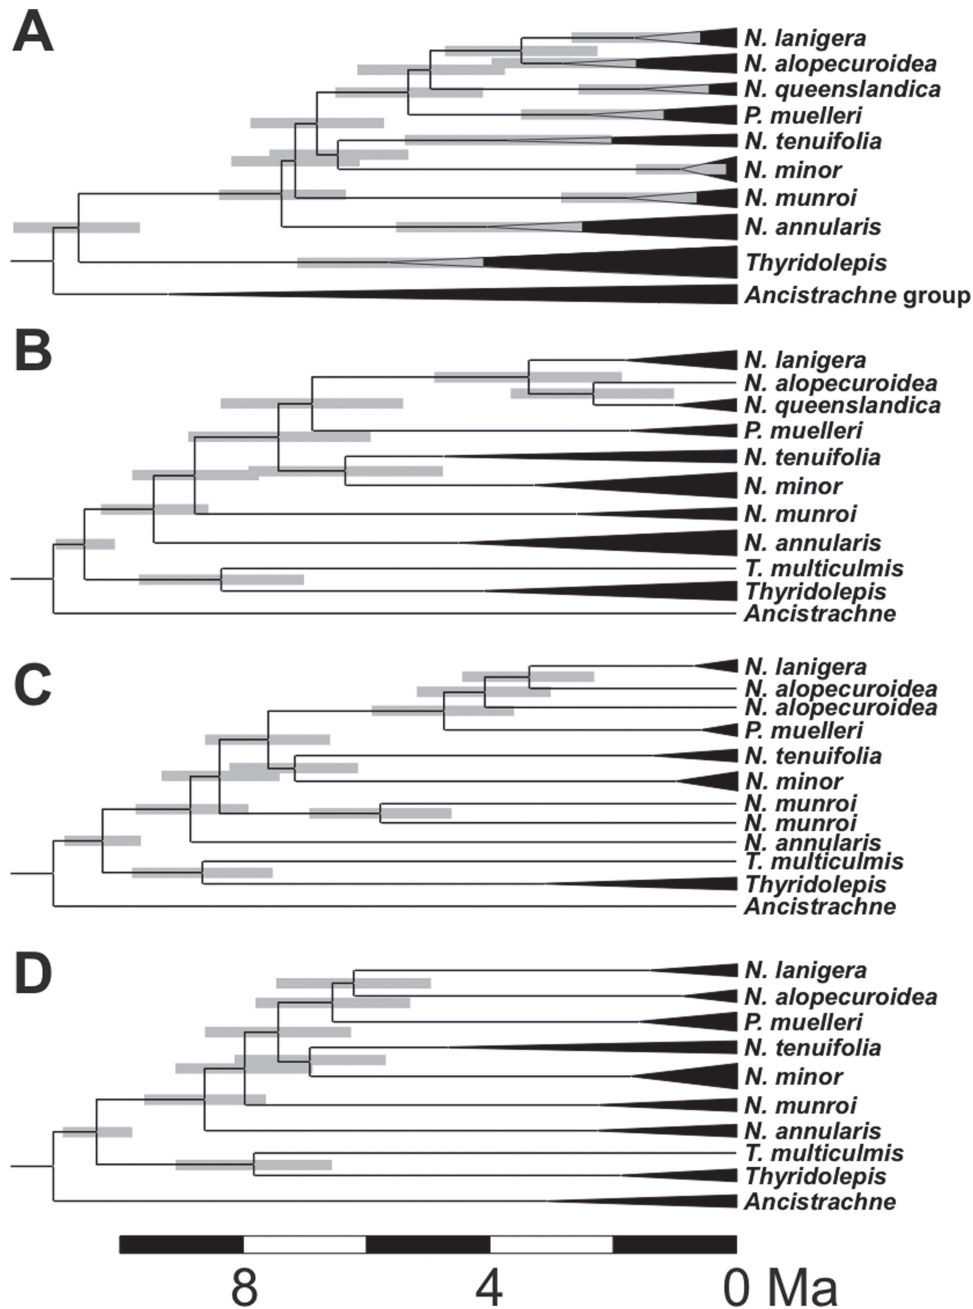 A
N. lanigera
N. alopecuroidea
N. queenslandica
P. muelleri
N. tenuifolia
N. minor
N. munroi
N. annularis
Thyridolepis
Ancistrachne group
B
N. lanigera
N. alopecuroidea
N. queenslandica
P. muelleri
N. tenuifolia
N. minor
N. munroi
N. annularis
T. multiculmis
Thyridolepis
Ancistrachne
C
N. lanigera
N. alopecuroidea
N. alopecuroidea
P. muelleri
N. tenuifolia
N. minor
N. munroi
N. munroi
N. annularis
T. multiculmis
Thyridolepis
Ancistrachne
D
N. lanigera
N. alopecuroidea
P. muelleri
N. tenuifolia
N. minor
N. munroi
N. annularis
T. multiculmis
Thyridolepis
Ancistrachne
8 4 0 Ma